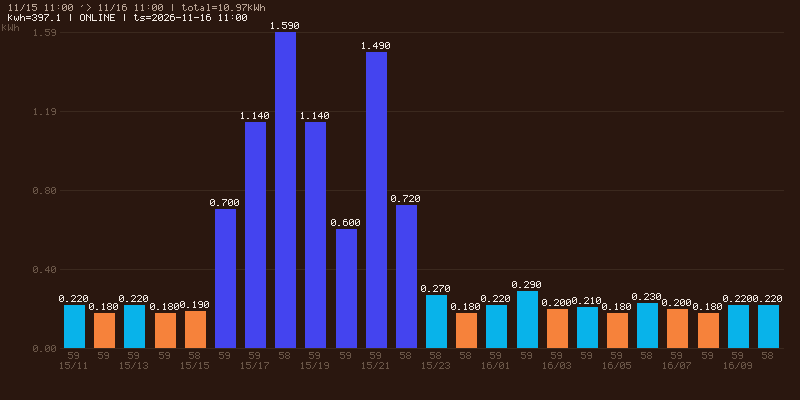 11/15 11:00 -> 11/16 11:00 | total=10.97KWh
Kwh=397.1 | ONLINE | ts=2026-11-16 11:00
KWh
1.59
1.19
0.80
0.40
0.00
0.220 0.180 0.220 0.180 0.190 0.700 1.140 1.590 1.140 0.600 1.490 0.720 0.270 0.180 0.220 0.290 0.200 0.210 0.180 0.230 0.200 0.180 0.220 0.220
59 59 59 59 58 59 59 58 59 59 59 58 58 58 59 59 59 59 59 58 59 59 59 58
15/11 15/13 15/15 15/17 15/19 15/21 15/23 16/01 16/03 16/05 16/07 16/09